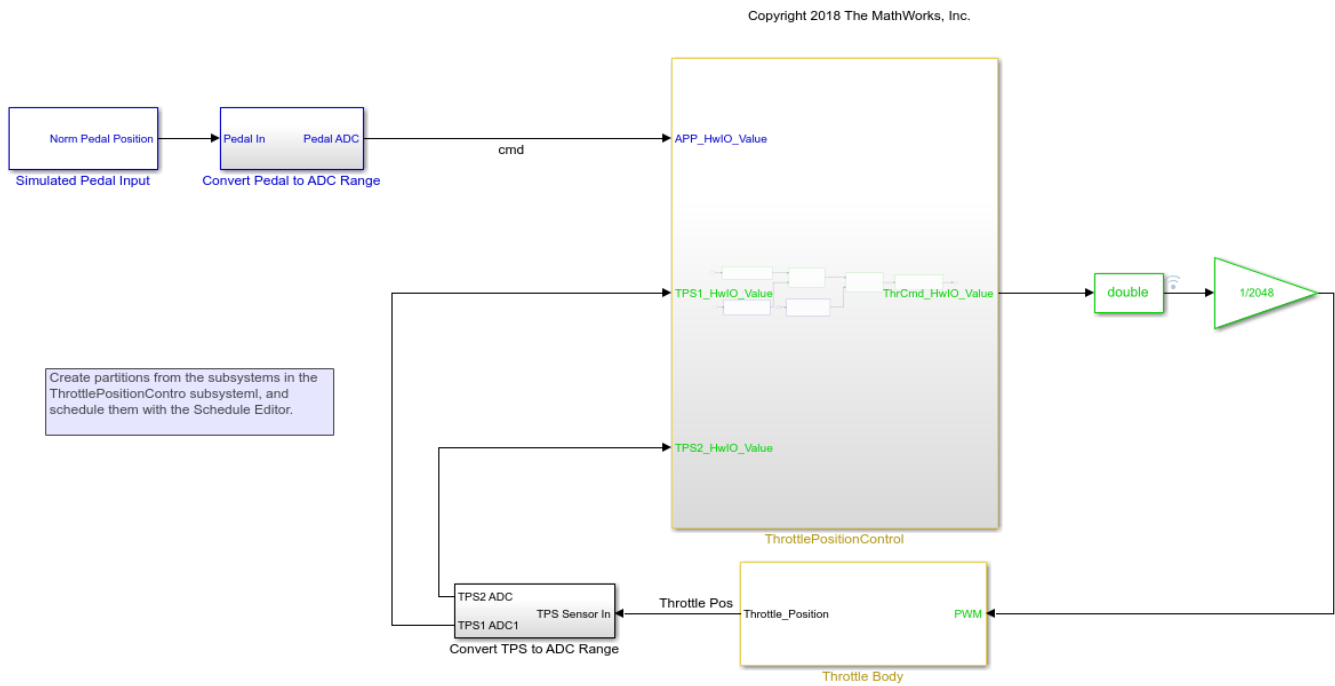 Copyright 2018 The MathWorks, Inc.
Norm Pedal Position
Simulated Pedal Input
Pedal In
Pedal ADC
Convert Pedal to ADC Range
cmd
APP_HwIO_Value
TPS1_HwIO_Value
ThrCmd_HwIO_Value
TPS2_HwIO_Value
ThrottlePositionControl
double
1/2048
Create partitions from the subsystems in the
ThrottlePositionContro subsysteml, and
schedule them with the Schedule Editor.
TPS2 ADC
TPS1 ADC1
TPS Sensor In
Convert TPS to ADC Range
Throttle Pos
Throttle_Position
PWM
Throttle Body